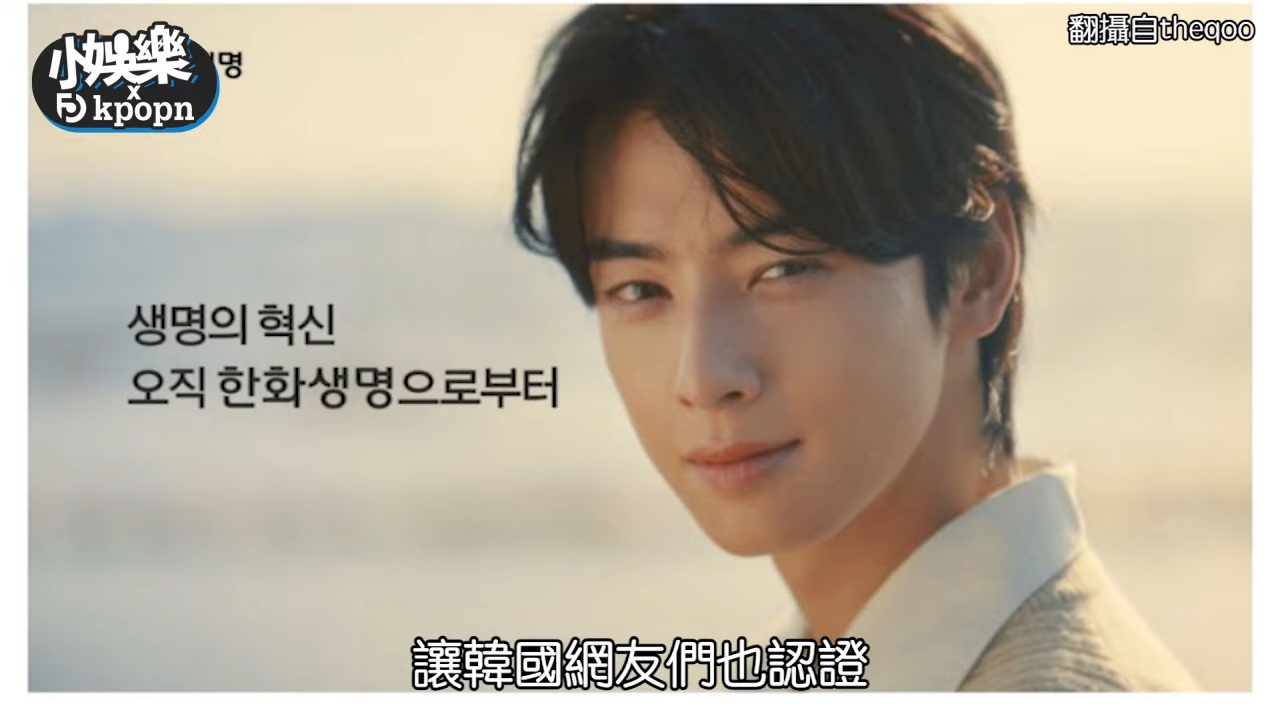 小娛樂
x
kpopn
명
翻攝自theqoo
생명의 혁신
오직 한화생명으로부터
讓韓國網友們也認證